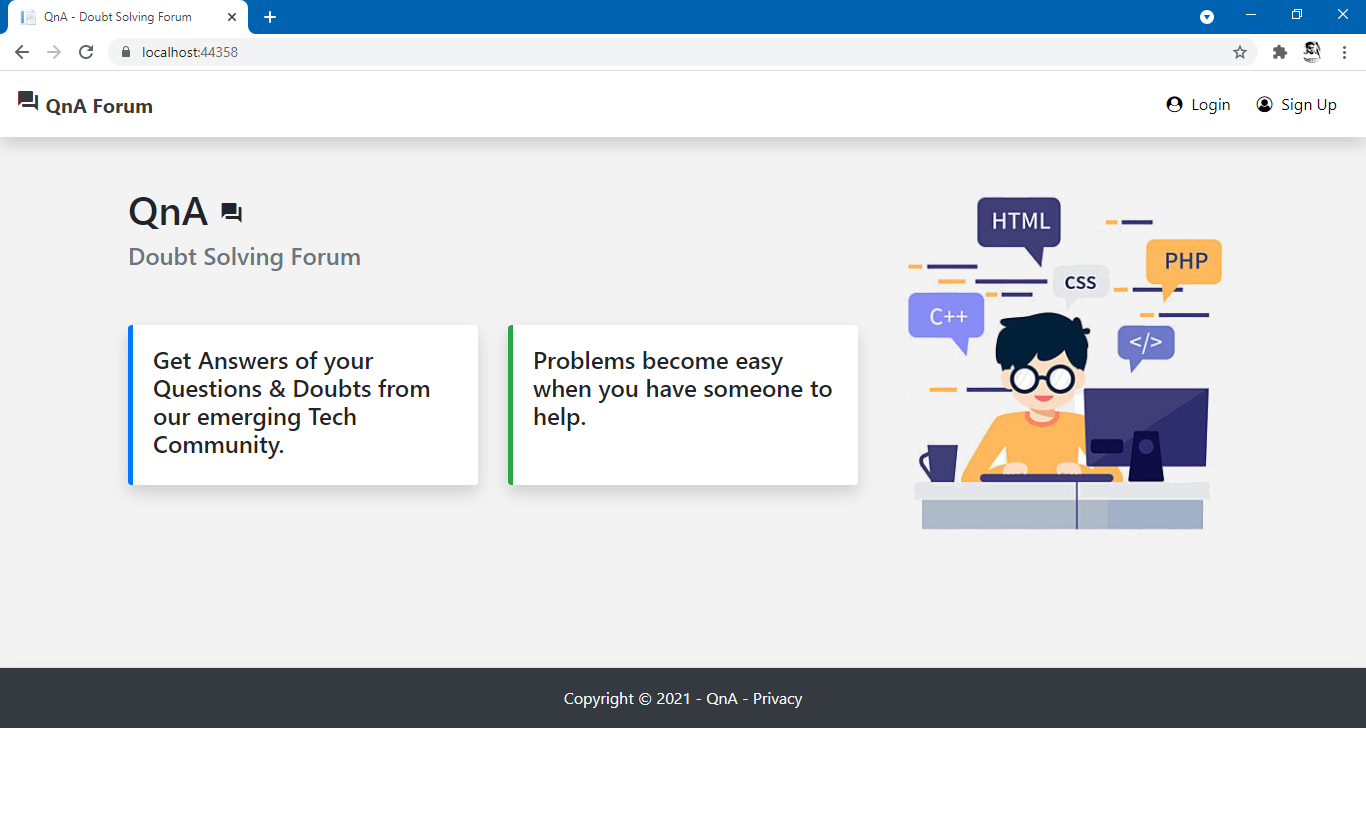 QnA - Doubt Solving Forum
localhost:44358
QnA Forum
Login
Sign Up
QnA
Doubt Solving Forum
Get Answers of your
Questions & Doubts from
our emerging Tech
Community.
Problems become easy
when you have someone to
help.
HTML
PHP
CSS
C++
</>
Copyright © 2021 - QnA - Privacy